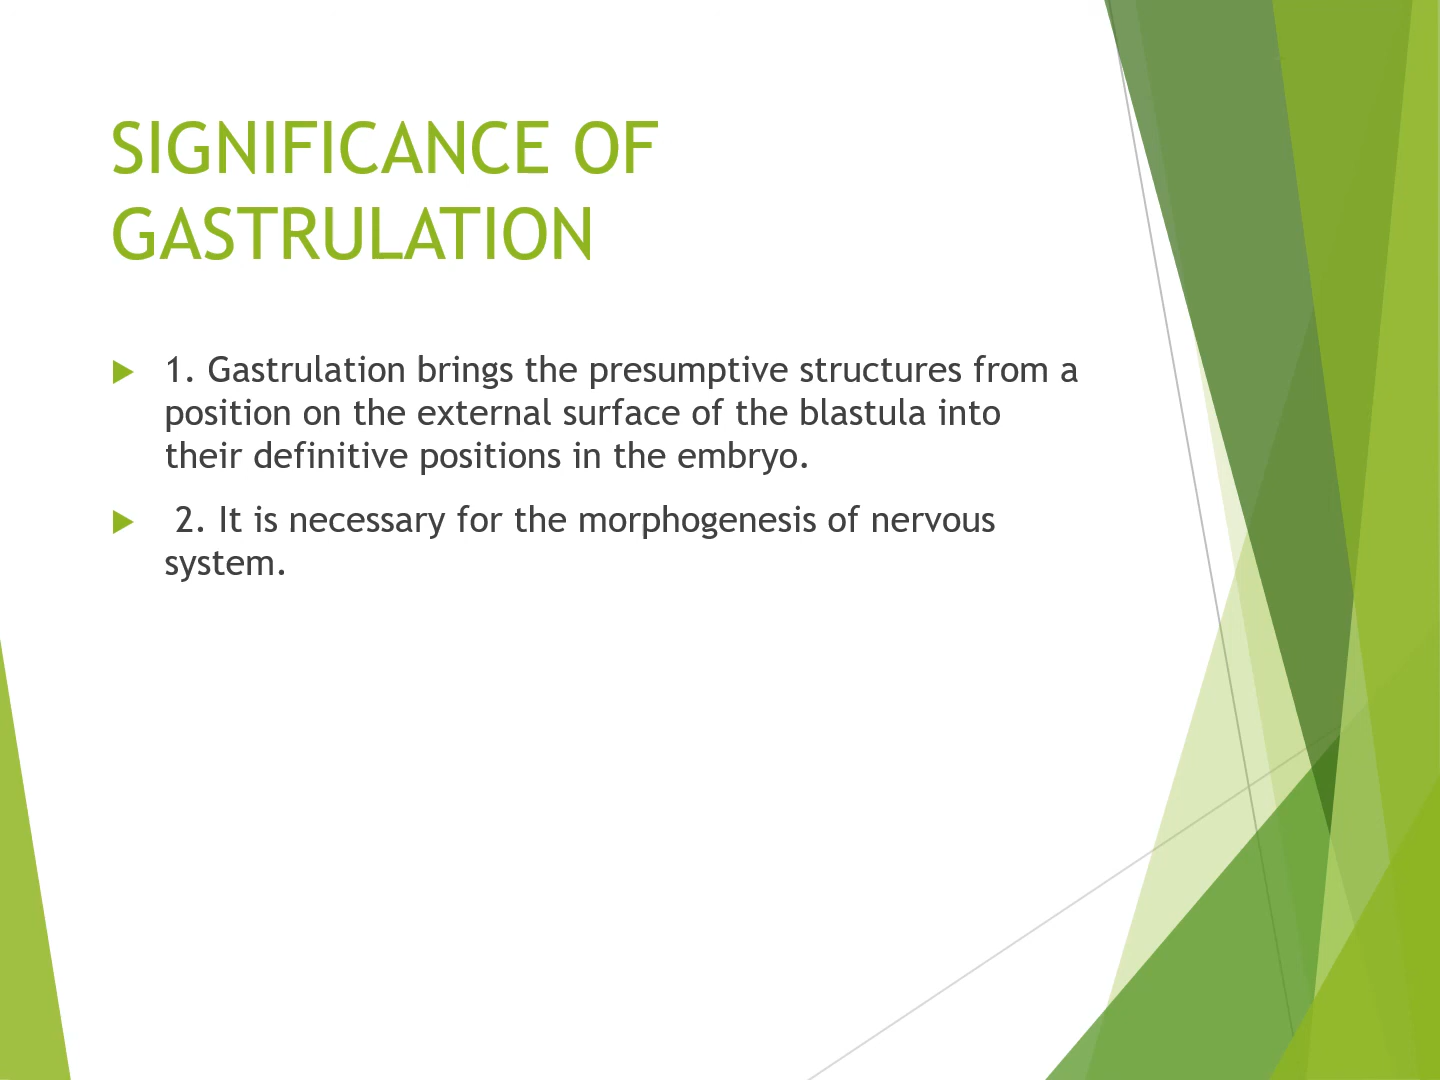 SIGNIFICANCE OF
GASTRULATION
1. Gastrulation brings the presumptive structures from a
position on the external surface of the blastula into
their definitive positions in the embryo.
2. It is necessary for the morphogenesis of nervous
system.